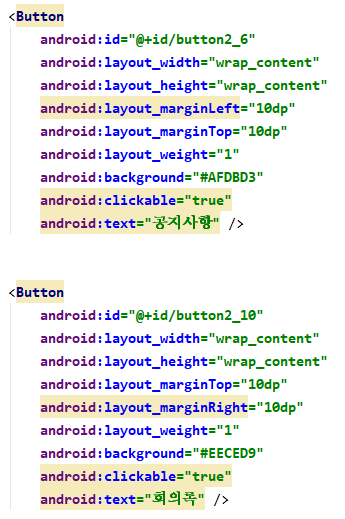 <Button
android:id="@+id/button2_6"
android:layout_width="wrap_content"
android:layout_height="wrap_content"
android:layout_marginLeft="10dp"
android:layout_marginTop="10dp"
android:layout_weight="1"
android:background="#AFDBD3"
android:clickable="true"
android:text="공지사항" />
<Button
android:id="@+id/button2_10"
android:layout_width="wrap_content"
android:layout_height="wrap_content"
android:layout_marginTop="10dp"
android:layout_marginRight="10dp"
android:layout_weight="1"
android:background="#EECED9"
android:clickable="true"
android:text="회의록" />